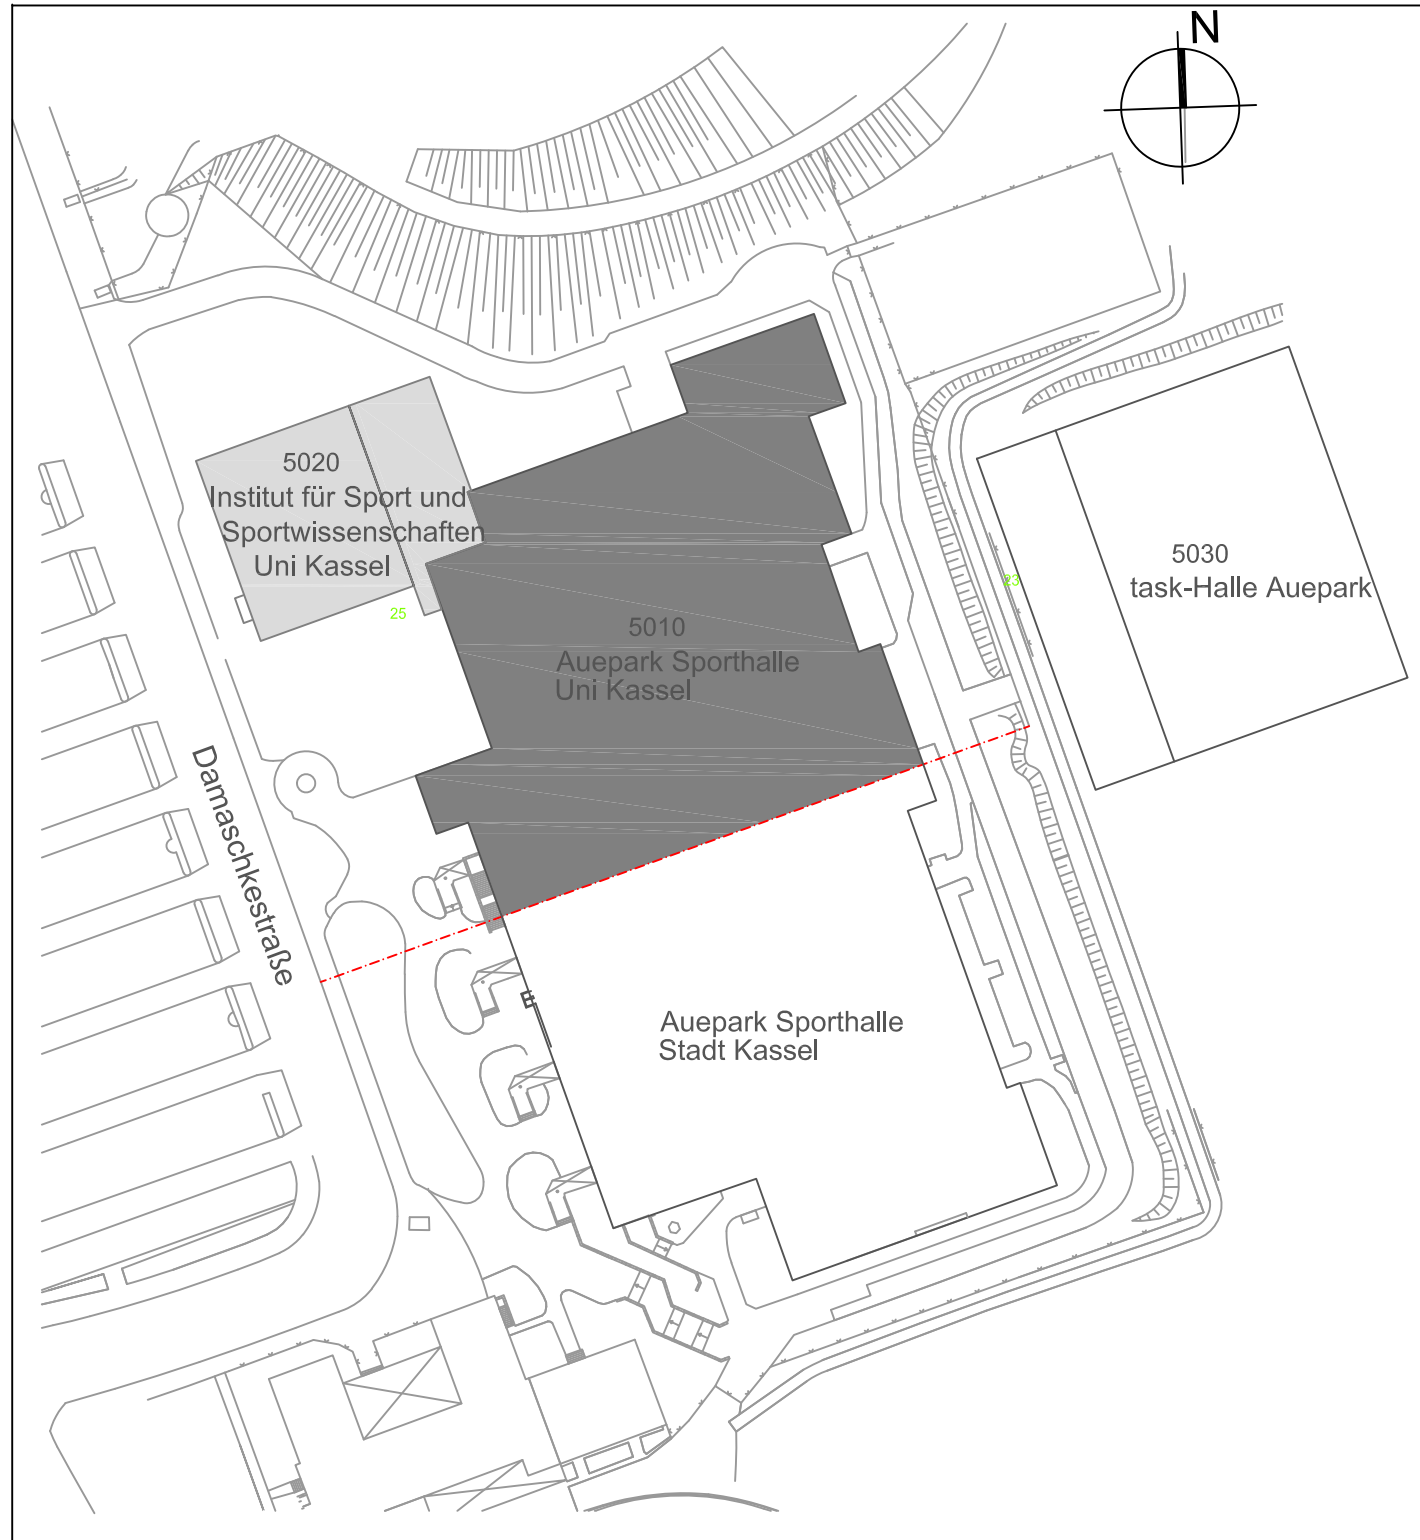 N
5020
Institut für Sport und
Sportwissenschaften
Uni Kassel
25
5010
Auepark Sporthalle
Uni Kassel
5030
task-Halle Auepark
23
Damaschkestraße
Auepark Sporthalle
Stadt Kassel